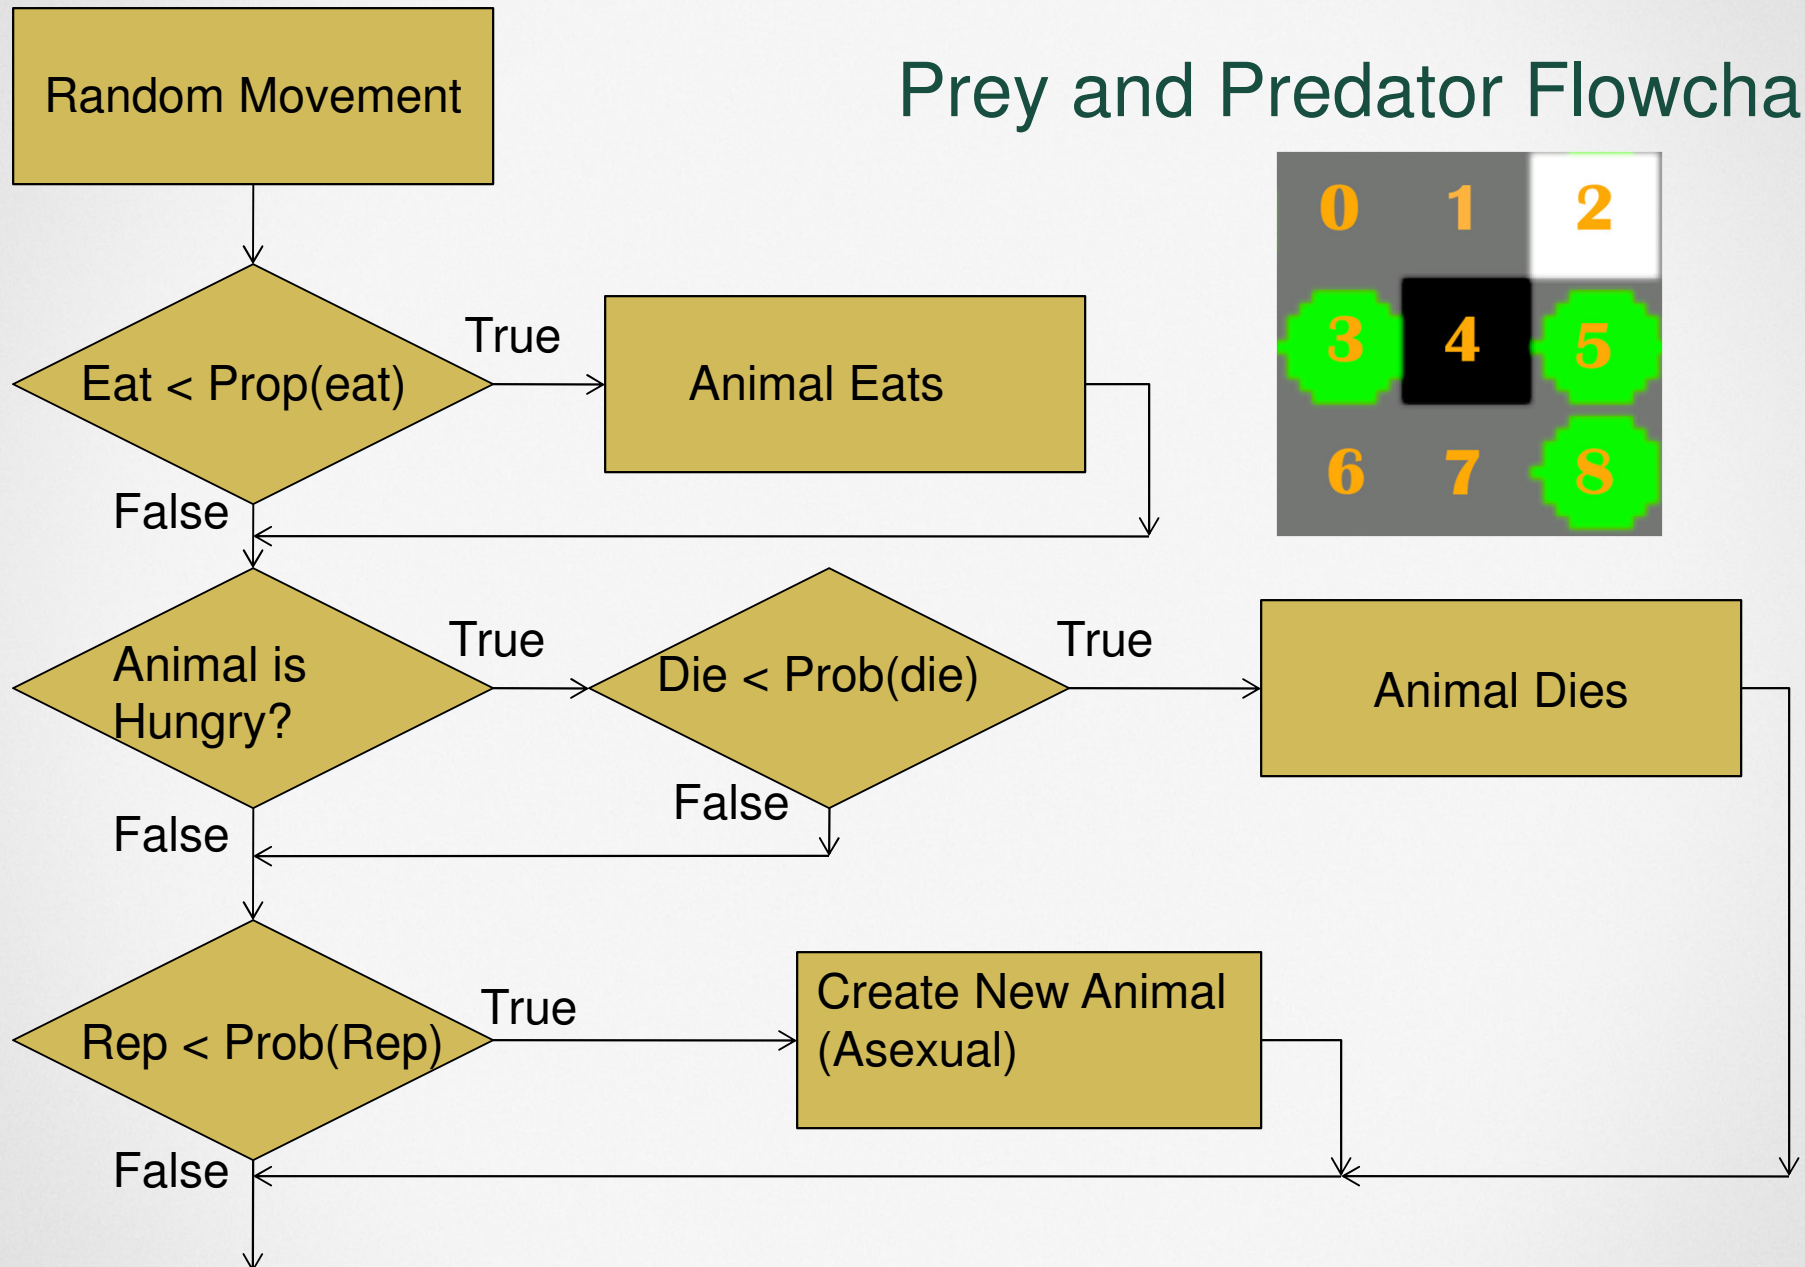 Random Movement
Prey and Predator Flowcha
0 1 2
3 4 5
6 7 8
True
Eat < Prop(eat)
Animal Eats
False
Animal is
Hungry?
True
Die < Prob(die)
True
Animal Dies
False
False
Rep < Prob(Rep)
True
Create New Animal
(Asexual)
False